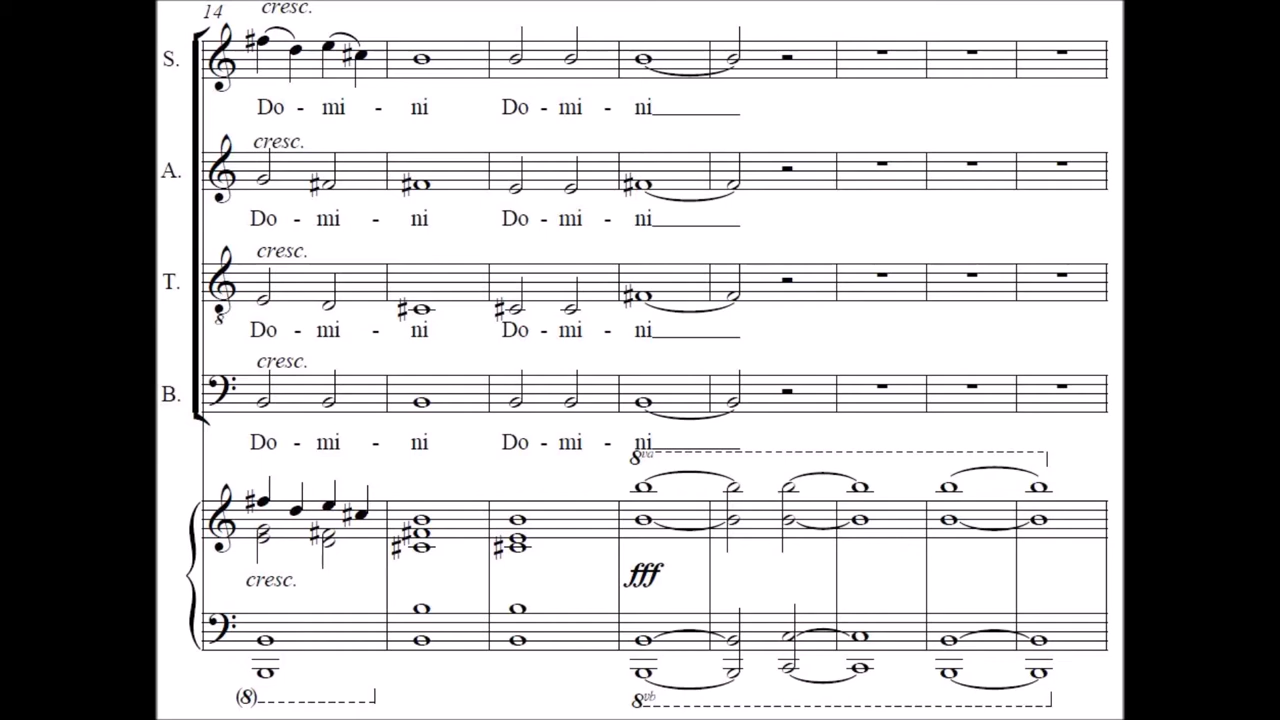 14
cresc.
S.
Do - mi - ni Do - mi - ni
cresc.
A.
Do - mi - ni Do - mi - ni
cresc.
T.
8
Do - mi - ni Do - mi - ni
cresc.
B.
Do - mi - ni Do - mi - ni
8va
cresc.
fff
(8)
8vb